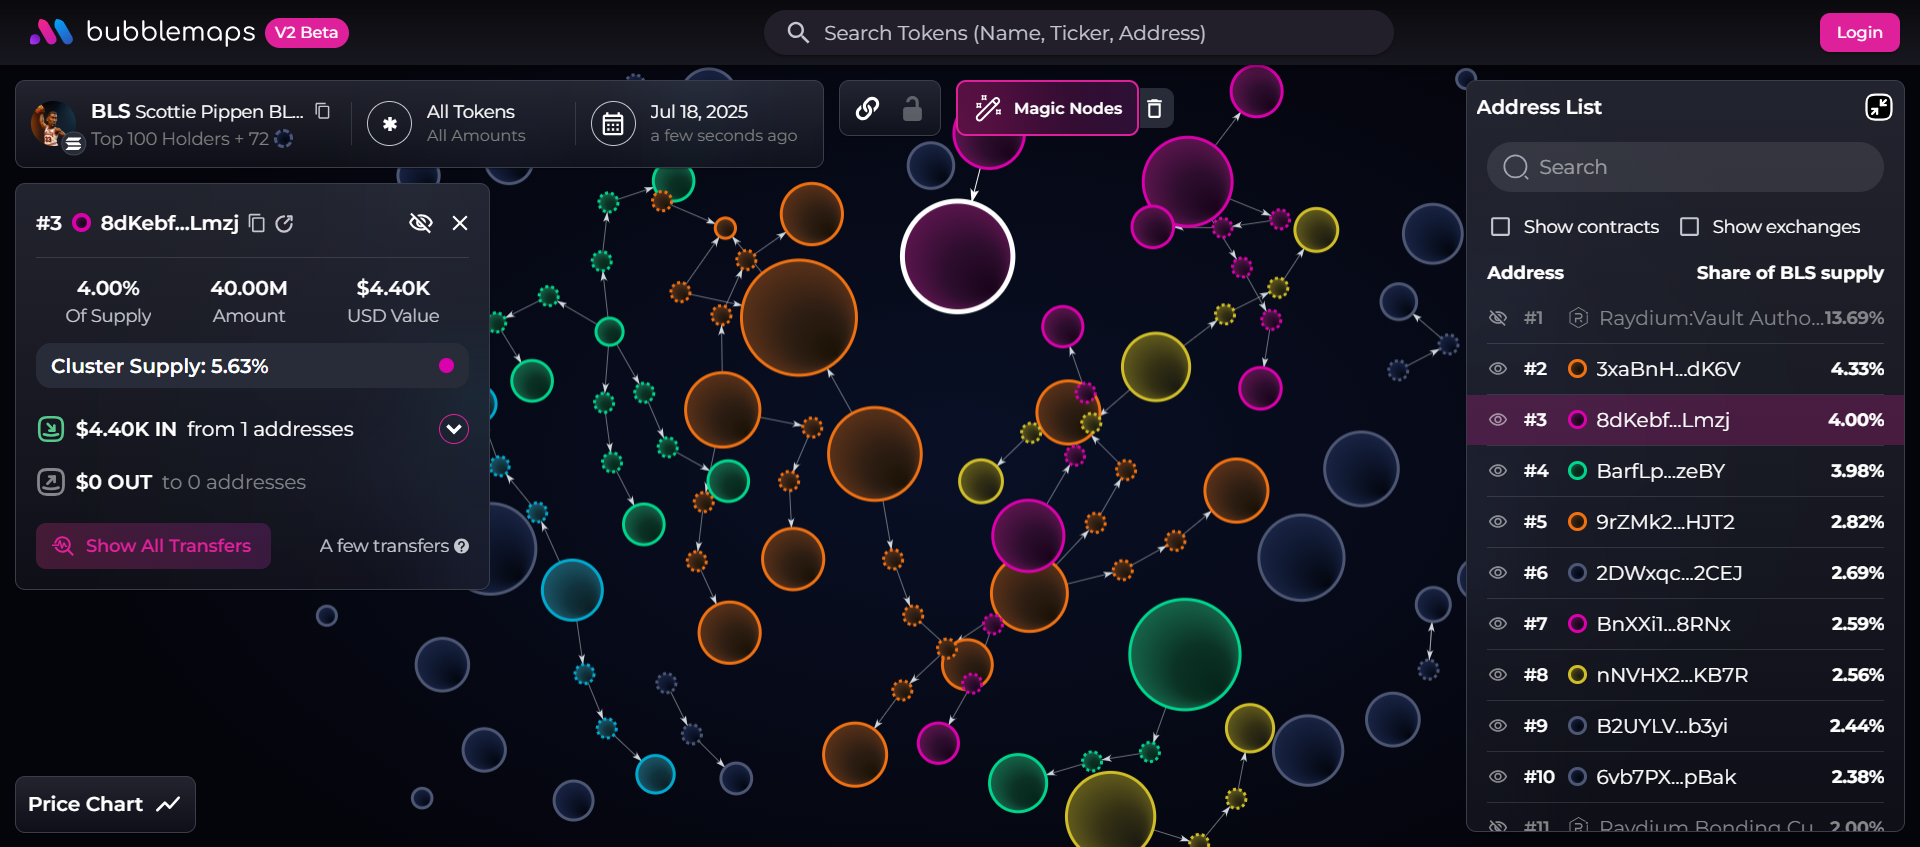 bubblemaps V2 Beta
Search Tokens (Name, Ticker, Address)
Login
BLS Scottie Pippen BL...
Top 100 Holders + 72
All Tokens
All Amounts
Jul 18, 2025
a few seconds ago
Magic Nodes
#3 8dKebf...Lmzj
4.00% 40.00M $4.40K
Of Supply Amount USD Value
Cluster Supply: 5.63%
$4.40K IN from 1 addresses
$0 OUT to 0 addresses
Show All Transfers A few transfers ?
Price Chart
Address List
Search
Show contracts Show exchanges
Address Share of BLS supply
#1 Raydium:Vault Autho... 13.69%
#2 3xaBnH...dK6V 4.33%
#3 8dKebf...Lmzj 4.00%
#4 BarfLp...zeBY 3.98%
#5 9rZMk2...HJT2 2.82%
#6 2DWxqc...2CEJ 2.69%
#7 BnXXi1...8RNx 2.59%
#8 nNVHX2...KB7R 2.56%
#9 B2UYLV...b3yi 2.44%
#10 6vb7PX...pBak 2.38%
#11 Raydium Bonding Cu 2.00%